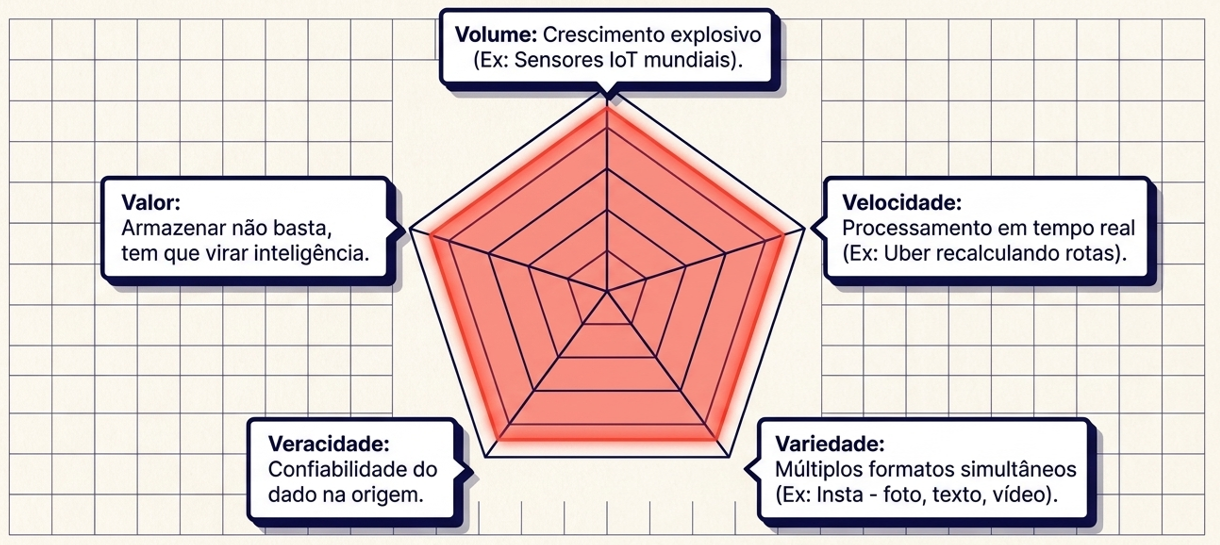 Volume: Crescimento explosivo
(Ex: Sensores IoT mundiais).
Valor:
Armazenar não basta,
tem que virar inteligência.
Velocidade:
Processamento em tempo real
(Ex: Uber recalculando rotas).
Veracidade:
Confiabilidade do
dado na origem.
Variedade:
Múltiplos formatos simultâneos
(Ex: Insta - foto, texto, vídeo).